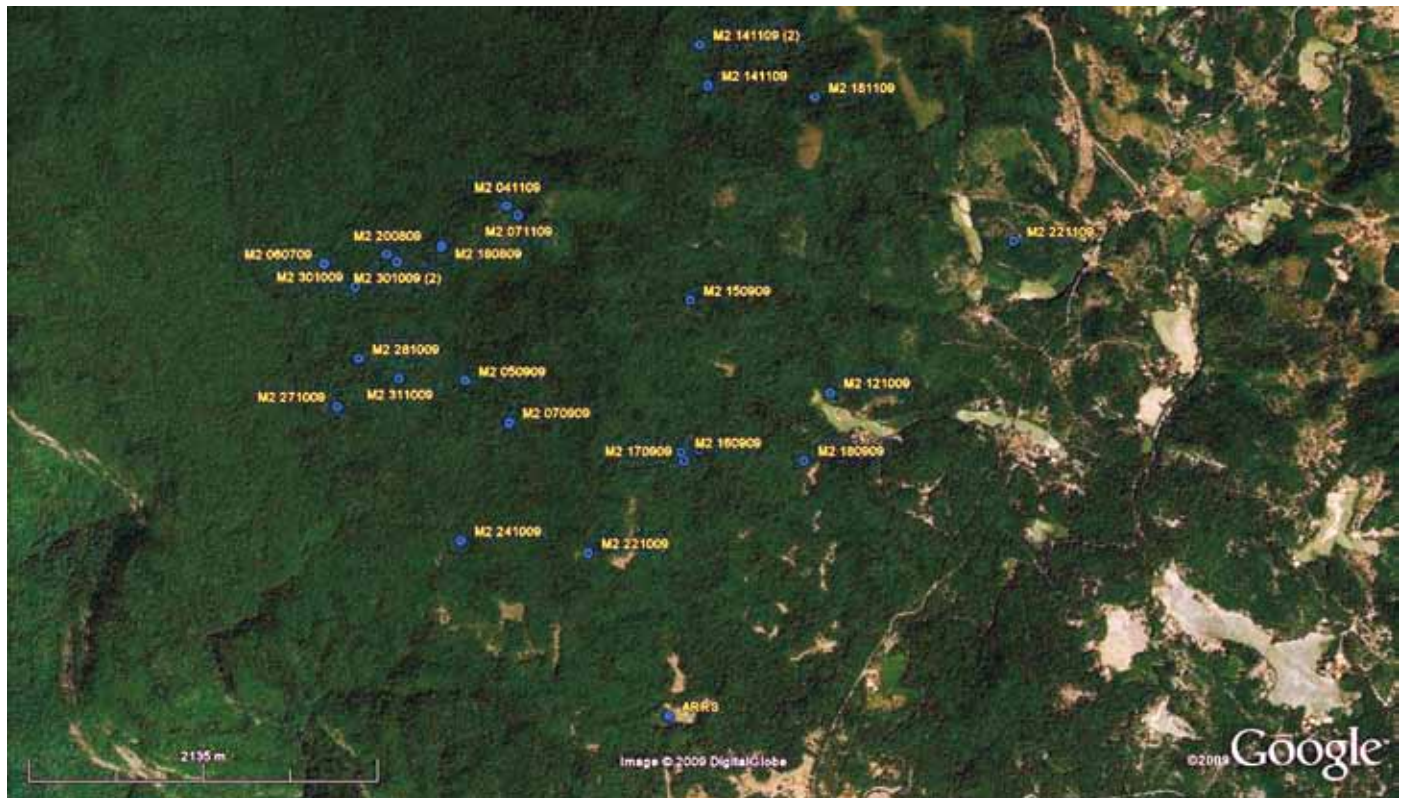 M2 141109 (2)
M2 141109
M2 181109
M2 041109
M2 071109
M2 200809
M2 180809
M2 060709
M2 301009
M2 301009 (2)
M2 221109
M2 150909
M2 281009
M2 050909
M2 121009
M2 271009
M2 311009
M2 070909
M2 170909
M2 160909
M2 180909
M2 241009
M2 221009
ARRS
2135 m
Image © 2009 DigitalGlobe
©2009 Google